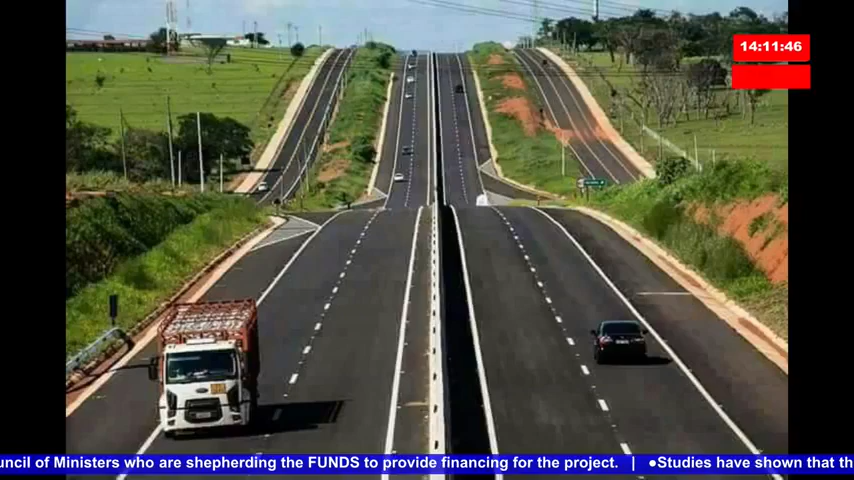 14:11:46
uncil of Ministers who are shepherding the FUNDS to provide financing for the project. | ●Studies have shown that th